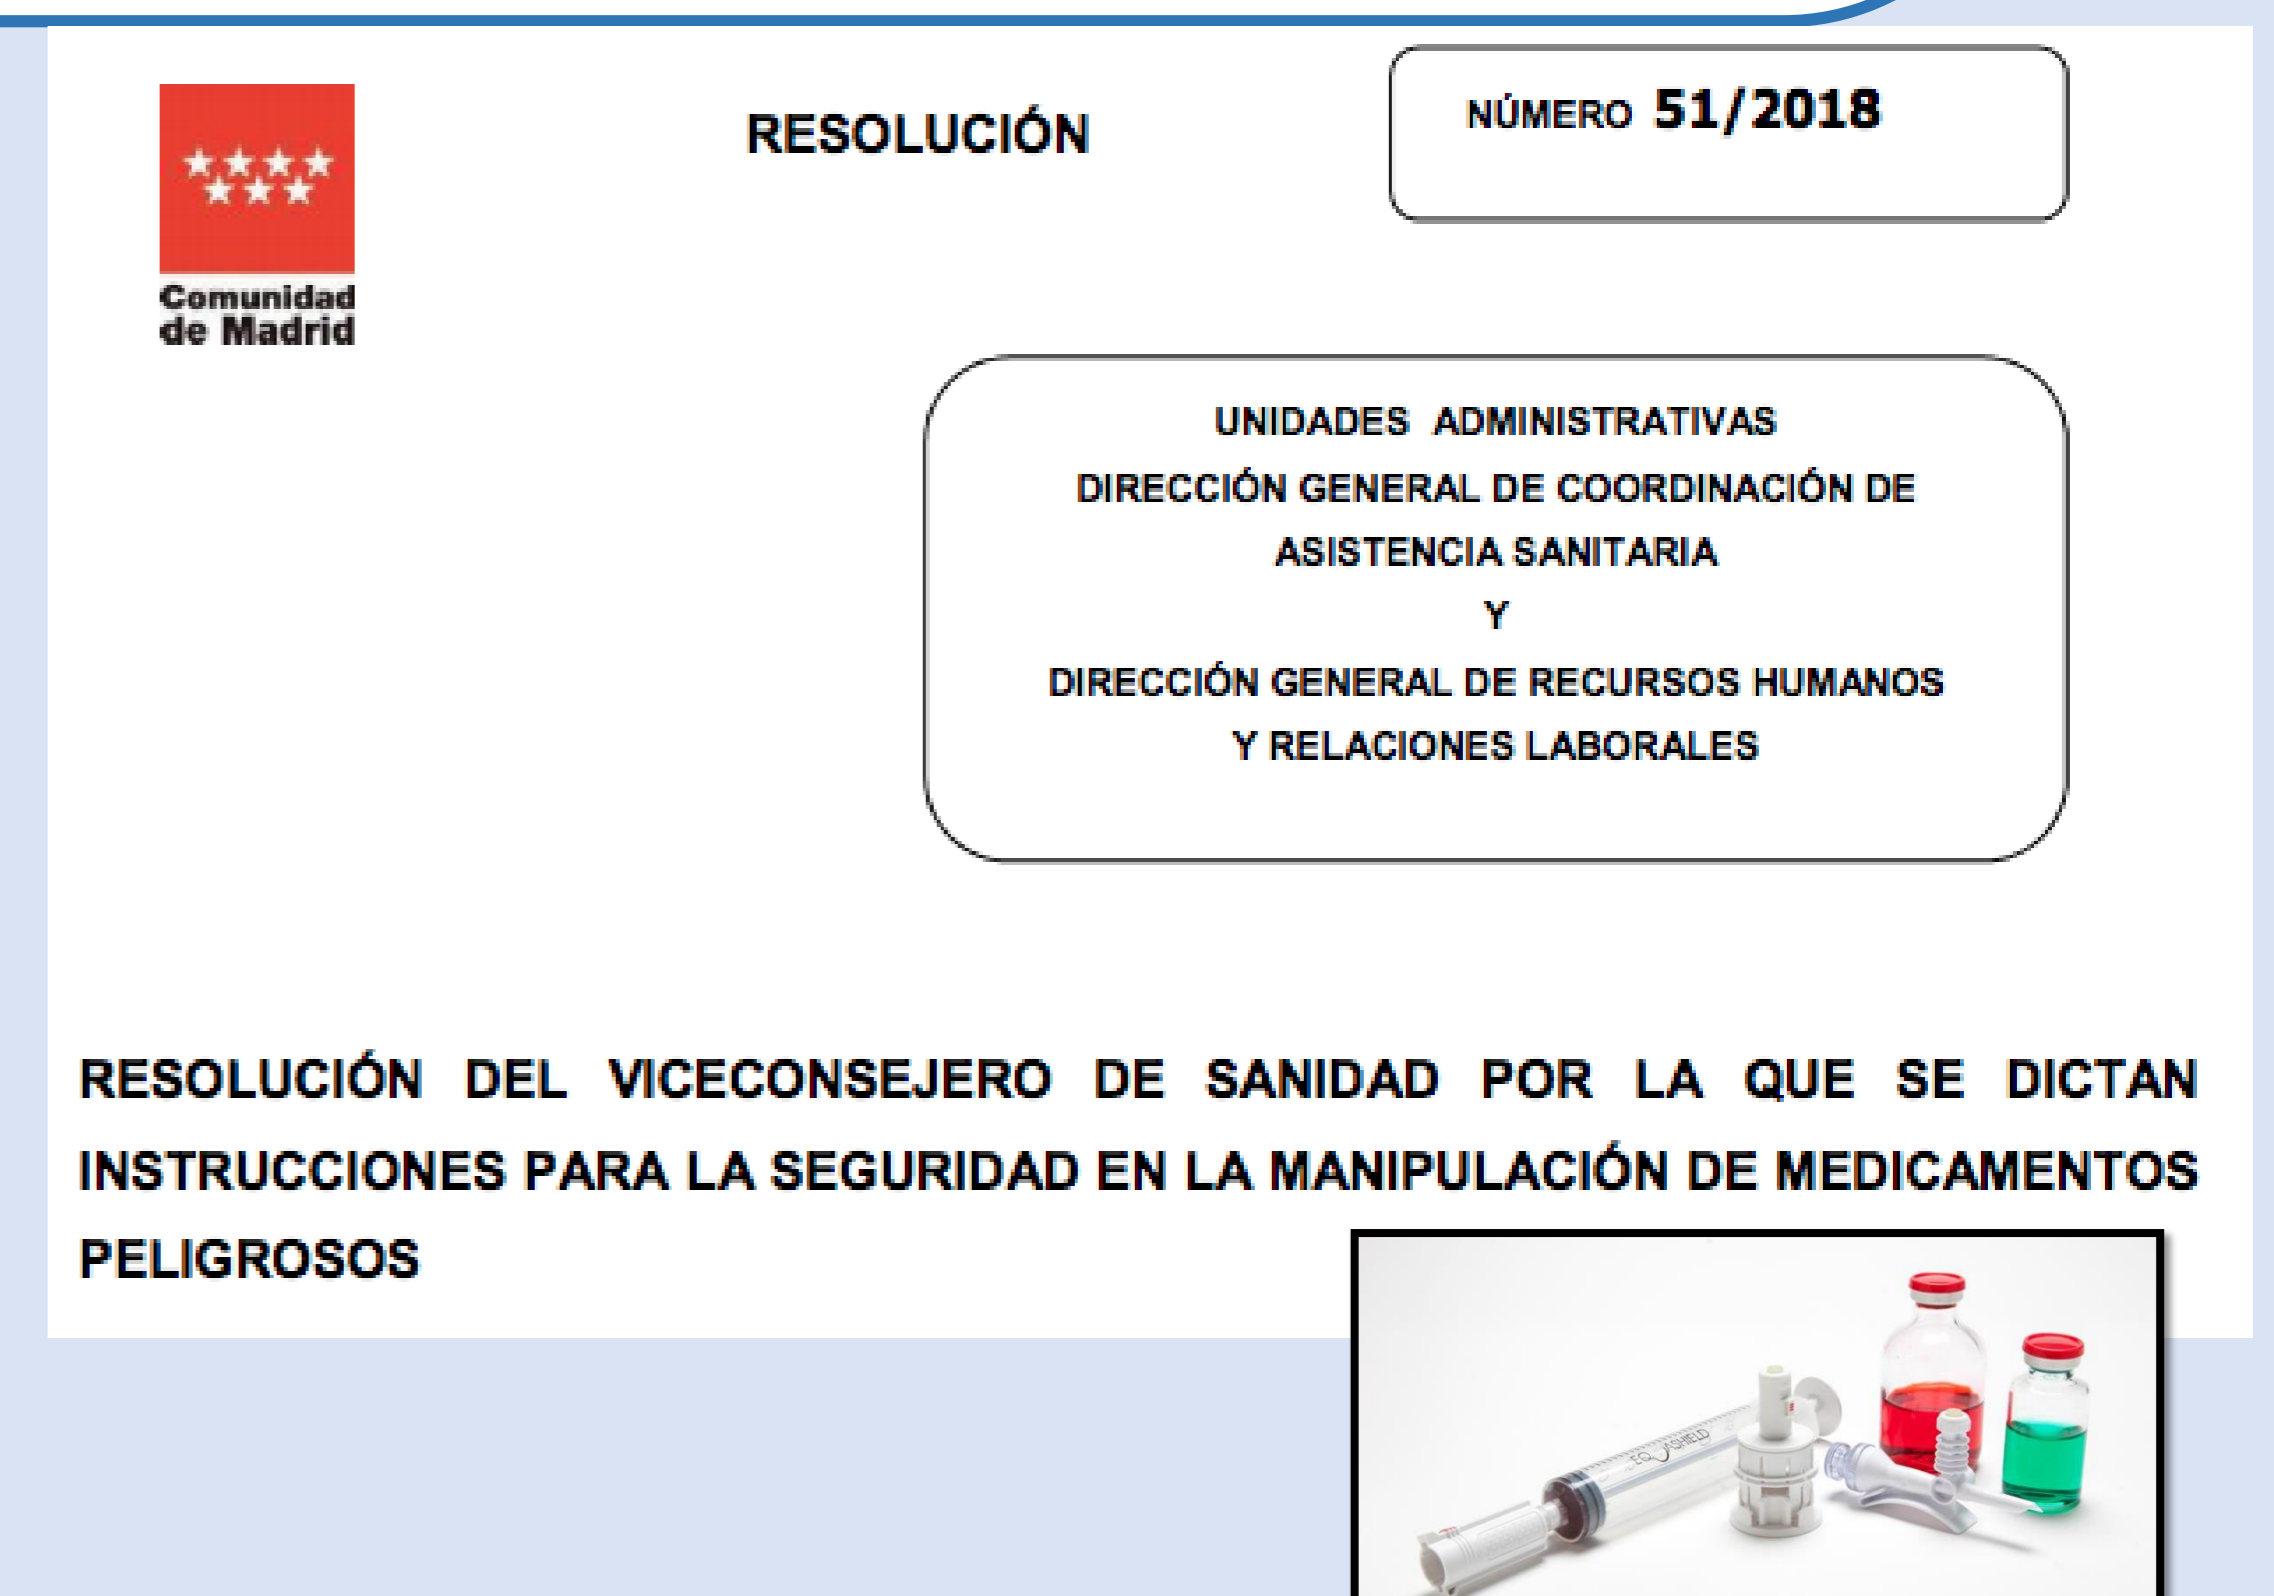 RESOLUCIÓN
NÚMERO 51/2018
Comunidad
de Madrid
UNIDADES ADMINISTRATIVAS
DIRECCIÓN GENERAL DE COORDINACIÓN DE
ASISTENCIA SANITARIA
Y
DIRECCIÓN GENERAL DE RECURSOS HUMANOS
Y RELACIONES LABORALES
RESOLUCIÓN DEL VICECONSEJERO DE SANIDAD POR LA QUE SE DICTAN
INSTRUCCIONES PARA LA SEGURIDAD EN LA MANIPULACIÓN DE MEDICAMENTOS
PELIGROSOS
EQUASHIELD